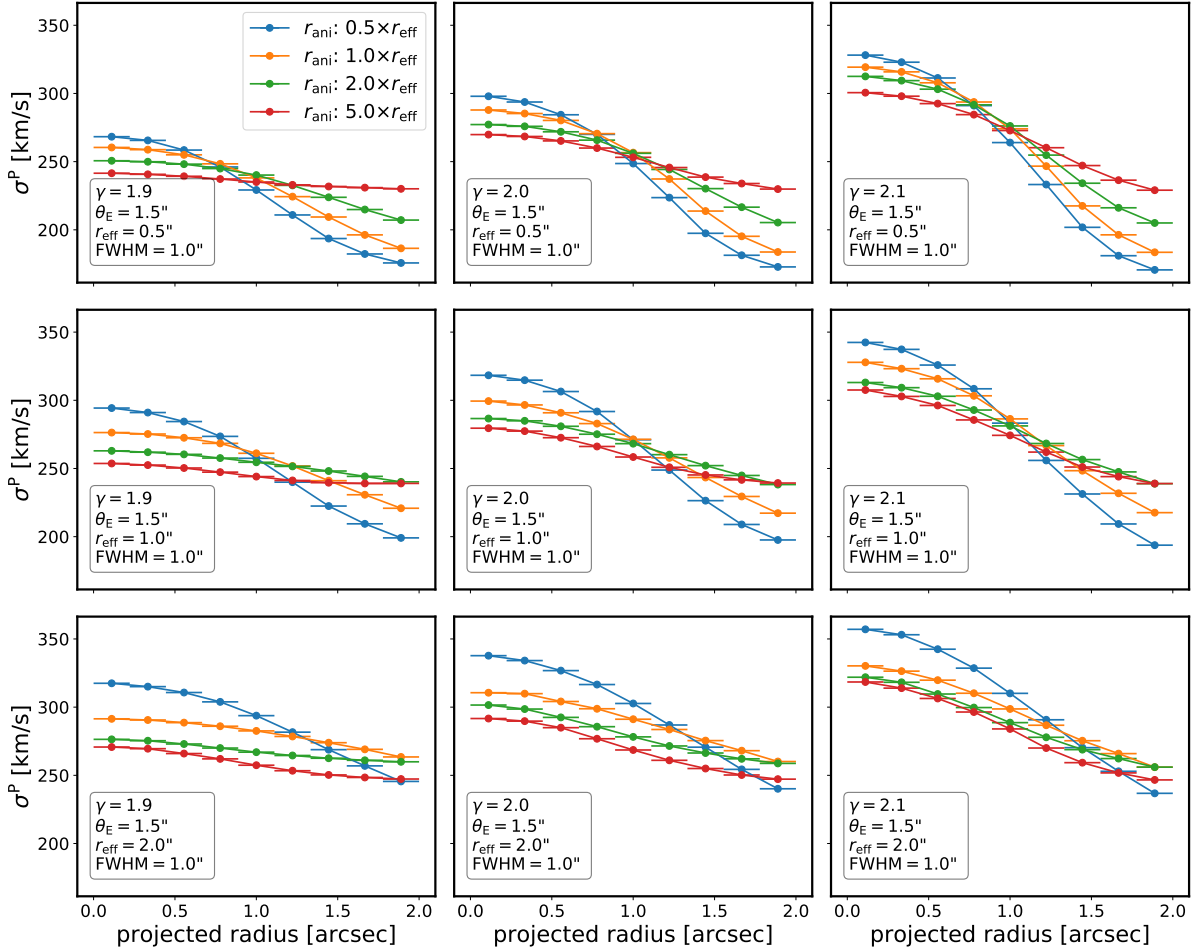 350
300
250
200
σᴾ [km/s]
r_ani: 0.5×r_eff
r_ani: 1.0×r_eff
r_ani: 2.0×r_eff
r_ani: 5.0×r_eff
γ = 1.9
θ_E = 1.5"
r_eff = 0.5"
FWHM = 1.0"
γ = 2.0
θ_E = 1.5"
r_eff = 0.5"
FWHM = 1.0"
γ = 2.1
θ_E = 1.5"
r_eff = 0.5"
FWHM = 1.0"
350
300
250
200
σᴾ [km/s]
γ = 1.9
θ_E = 1.5"
r_eff = 1.0"
FWHM = 1.0"
γ = 2.0
θ_E = 1.5"
r_eff = 1.0"
FWHM = 1.0"
γ = 2.1
θ_E = 1.5"
r_eff = 1.0"
FWHM = 1.0"
350
300
250
200
σᴾ [km/s]
γ = 1.9
θ_E = 1.5"
r_eff = 2.0"
FWHM = 1.0"
γ = 2.0
θ_E = 1.5"
r_eff = 2.0"
FWHM = 1.0"
γ = 2.1
θ_E = 1.5"
r_eff = 2.0"
FWHM = 1.0"
0.0 0.5 1.0 1.5 2.0
0.0 0.5 1.0 1.5 2.0
0.0 0.5 1.0 1.5 2.0
projected radius [arcsec]
projected radius [arcsec]
projected radius [arcsec]